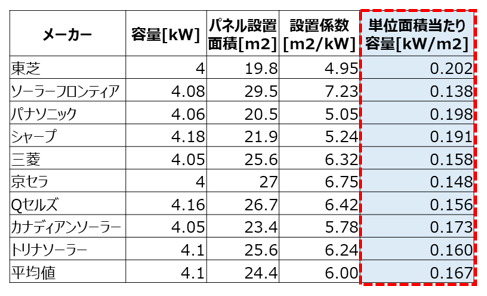 メーカー 容量[kW] パネル設置面積[m2] 設置係数[m2/kW] 単位面積当たり容量[kW/m2]
東芝 4 19.8 4.95 0.202
ソーラーフロンティア 4.08 29.5 7.23 0.138
パナソニック 4.06 20.5 5.05 0.198
シャープ 4.18 21.9 5.24 0.191
三菱 4.05 25.6 6.32 0.158
京セラ 4 27 6.75 0.148
Qセルズ 4.16 26.7 6.42 0.156
カナディアンソーラー 4.05 23.4 5.78 0.173
トリナソーラー 4.1 25.6 6.24 0.160
平均値 4.1 24.4 6.00 0.167